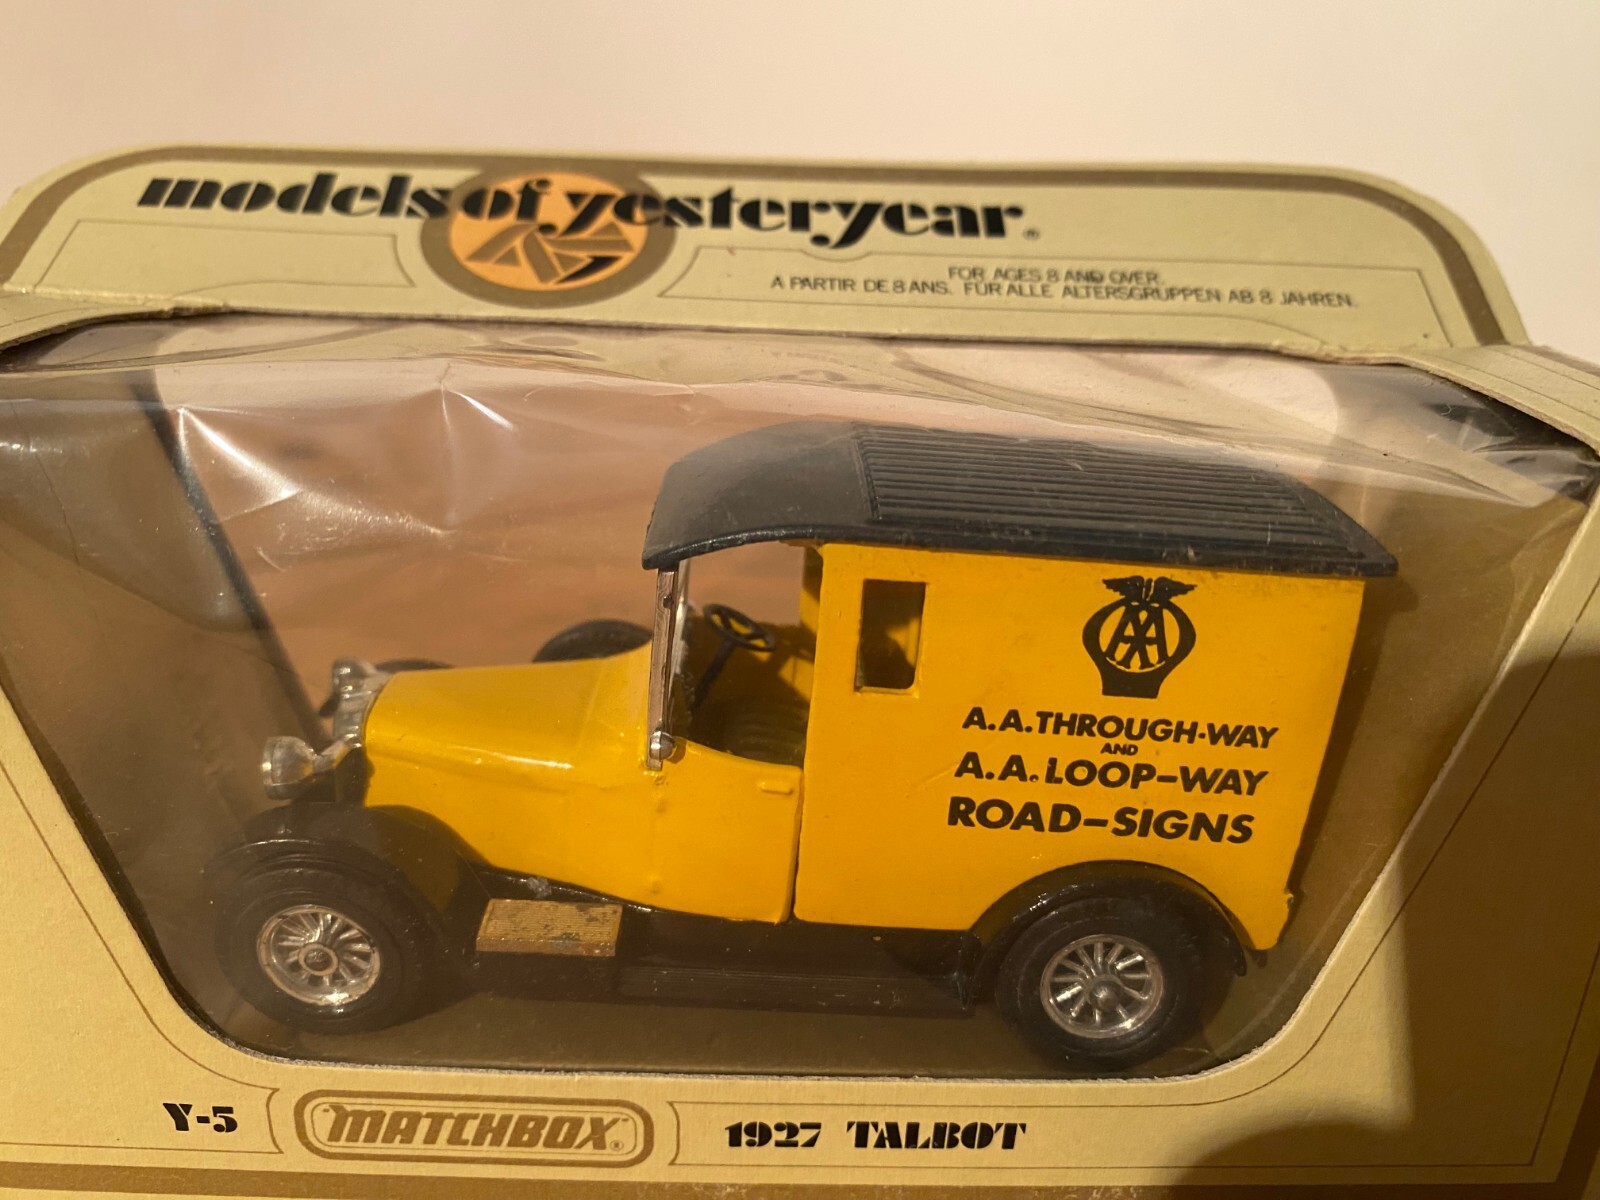 models of yesteryear®
FOR AGES 8 AND OVER.
A PARTIR DE 8 ANS. FÜR ALLE ALTERSGRUPPEN AB 8 JAHREN.
AA
A.A. THROUGH-WAY
AND
A.A. LOOP-WAY
ROAD-SIGNS
Y-5
"MATCHBOX"®
1927 TALBOT